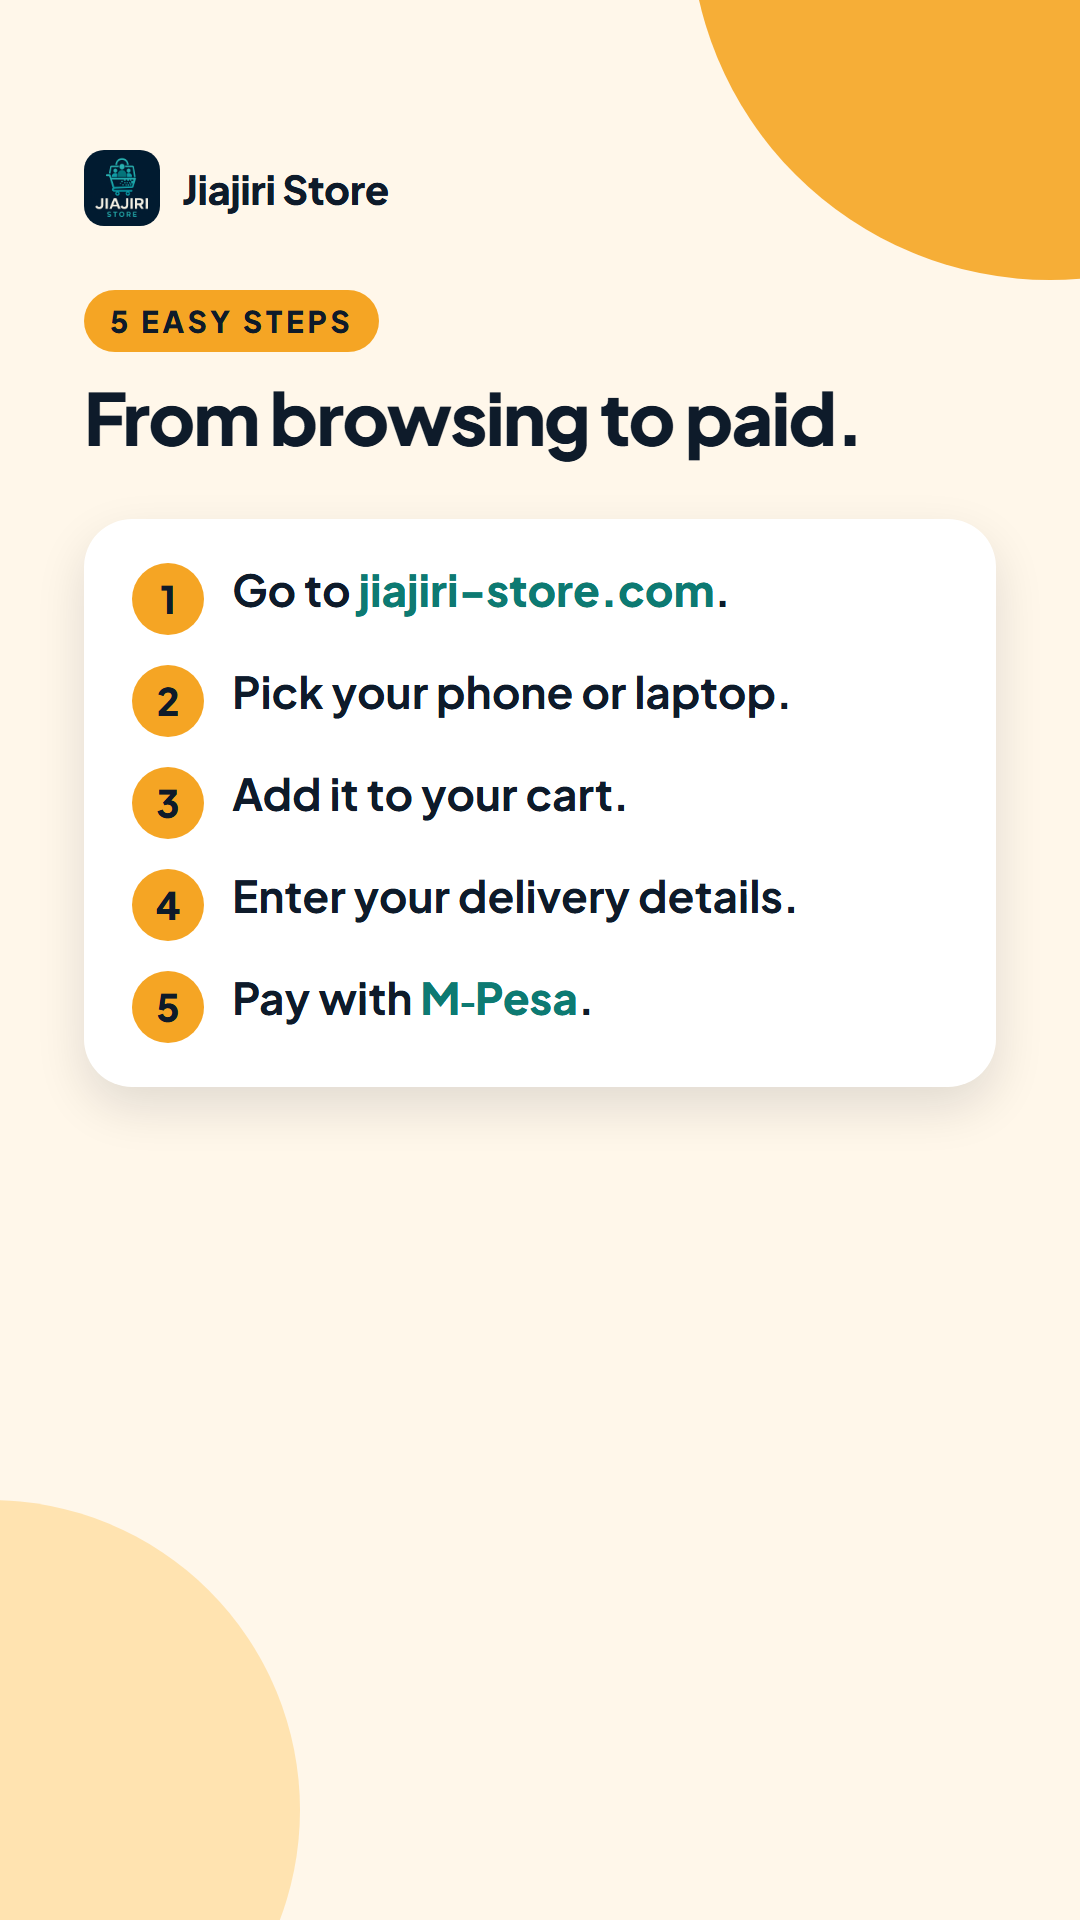 JIAJIRI
STORE
Jiajiri Store
5 EASY STEPS
From browsing to paid.
1 Go to jiajiri-store.com.
2 Pick your phone or laptop.
3 Add it to your cart.
4 Enter your delivery details.
5 Pay with M-Pesa.